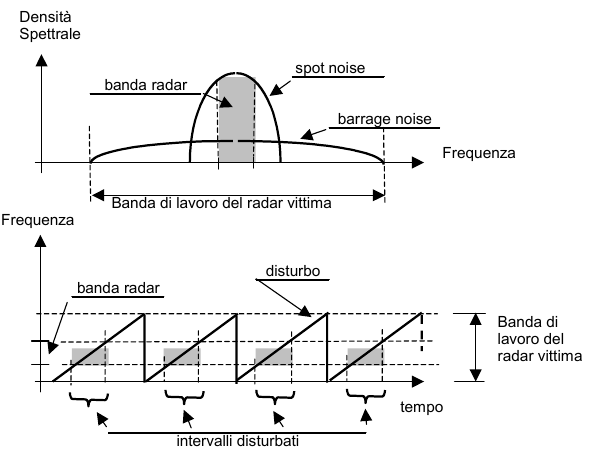 Densità
Spettrale
spot noise
banda radar
barrage noise
Frequenza
Banda di lavoro del radar vittima
Frequenza
disturbo
banda radar
Banda di
lavoro del
radar vittima
tempo
intervalli disturbati